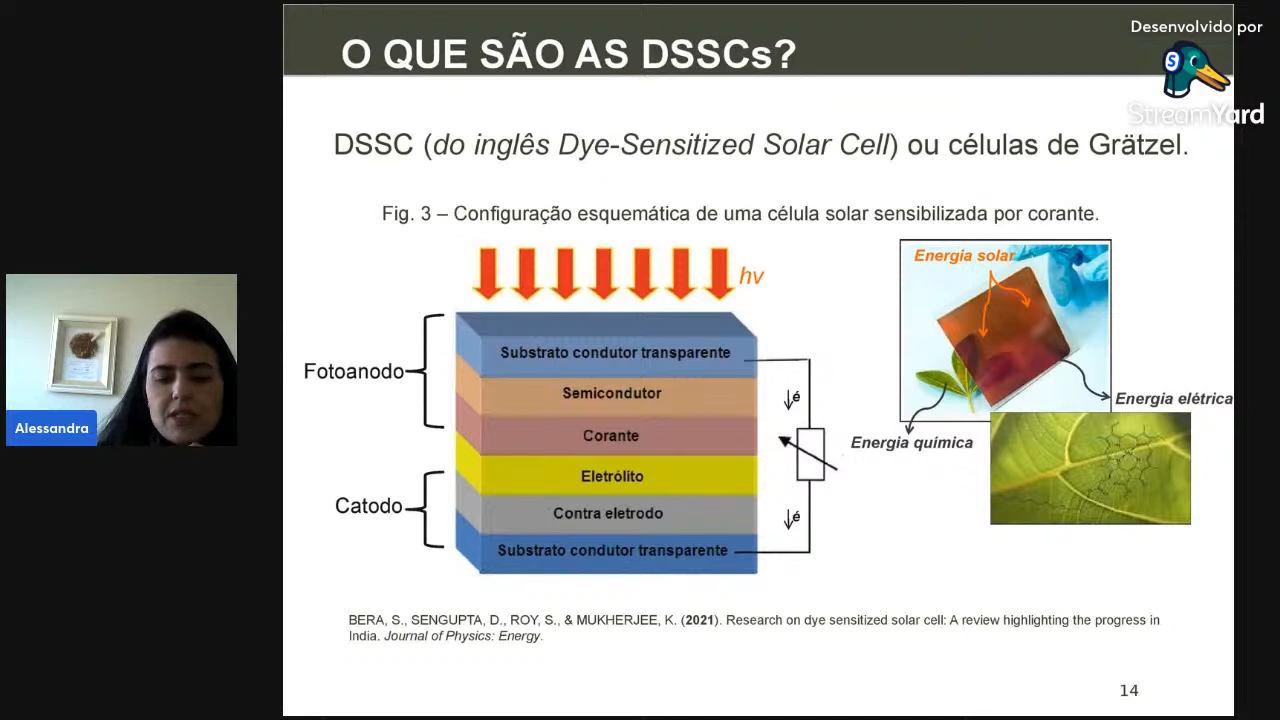 O QUE SÃO AS DSSCs?
Desenvolvido por
StreamYard
DSSC (do inglês Dye-Sensitized Solar Cell) ou células de Grätzel.
Fig. 3 – Configuração esquemática de uma célula solar sensibilizada por corante.
hv
Energia solar
Fotoanodo
Substrato condutor transparente
Semicondutor
Corante
Eletrólito
Catodo
Contra eletrodo
Substrato condutor transparente
é
é
Energia elétrica
Energia química
Alessandra
BERA, S., SENGUPTA, D., ROY, S., & MUKHERJEE, K. (2021). Research on dye sensitized solar cell: A review highlighting the progress in
India. Journal of Physics: Energy.
14